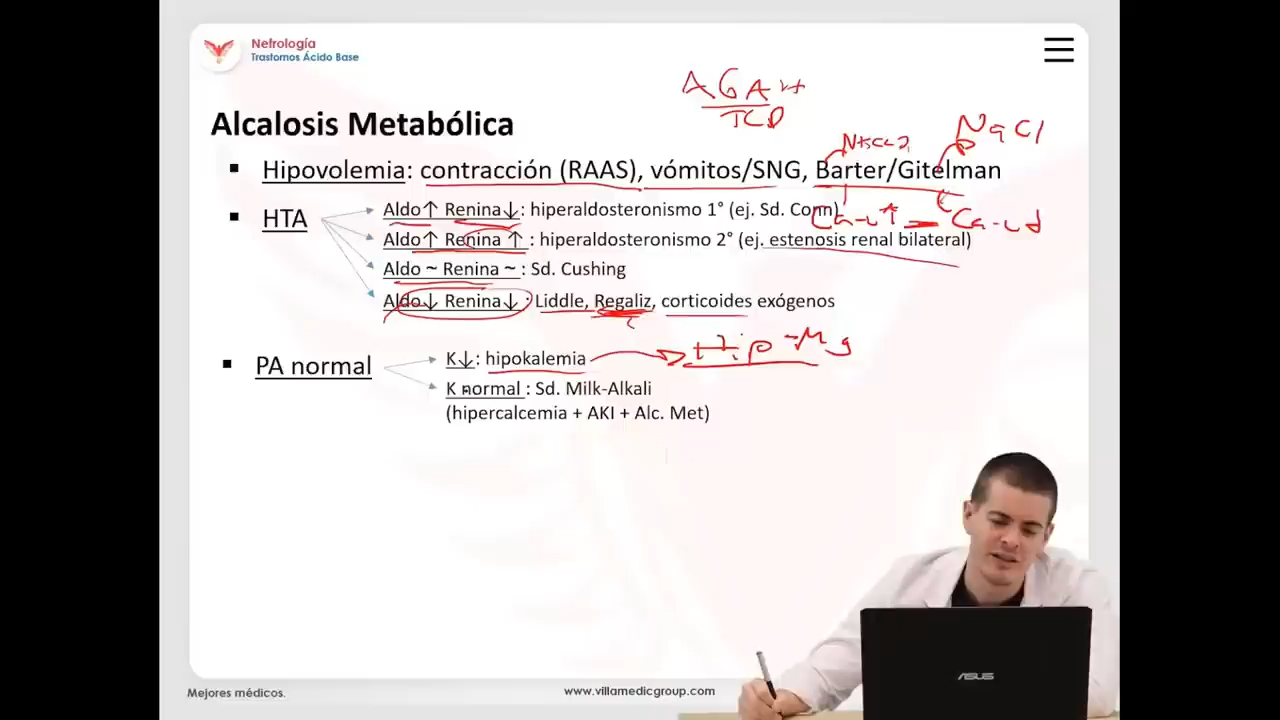 Nefrología
Trastornos Ácido Base
AGA
TCD
NaCl
Alcalosis Metabólica
▪ Hipovolemia: contracción (RAAS), vómitos/SNG, Barter/Gitelman
▪ HTA
Aldo↑ Renina↓: hiperaldosteronismo 1° (ej. Sd. Conn)
Aldo↑ Renina ↑: hiperaldosteronismo 2° (ej. estenosis renal bilateral)
Aldo ~ Renina ~: Sd. Cushing
Aldo↓ Renina↓: Liddle, Regaliz, corticoides exógenos
▪ PA normal
K↓: hipokalemia
Hipo-Mg
K normal : Sd. Milk-Alkali
(hipercalcemia + AKI + Alc. Met)
ASUS
Mejores médicos.
www.villamedicgroup.com